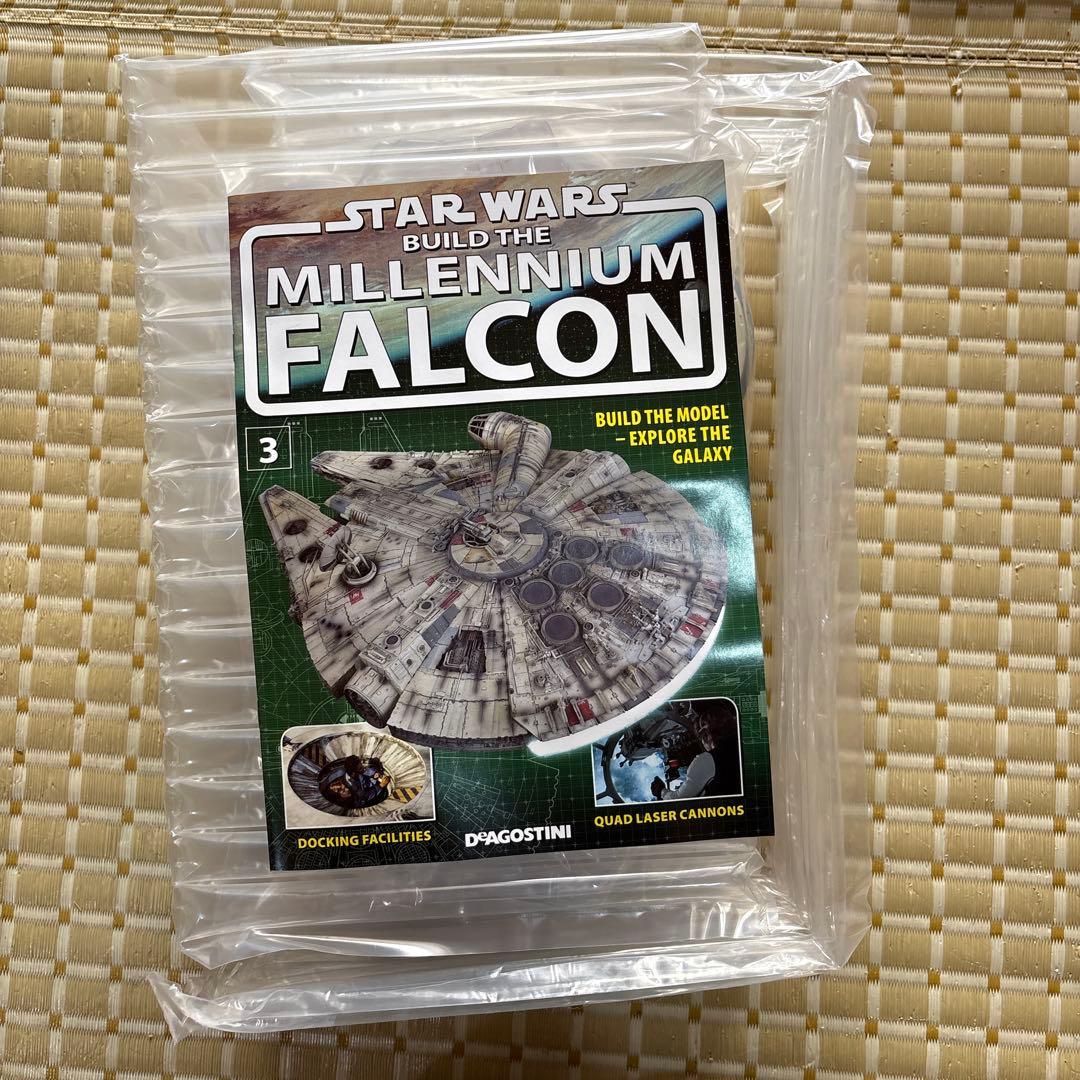 STAR WARS
BUILD THE
MILLENNIUM
FALCON
3
BUILD THE MODEL
– EXPLORE THE
GALAXY
DOCKING FACILITIES
DeAGOSTINI
QUAD LASER CANNONS